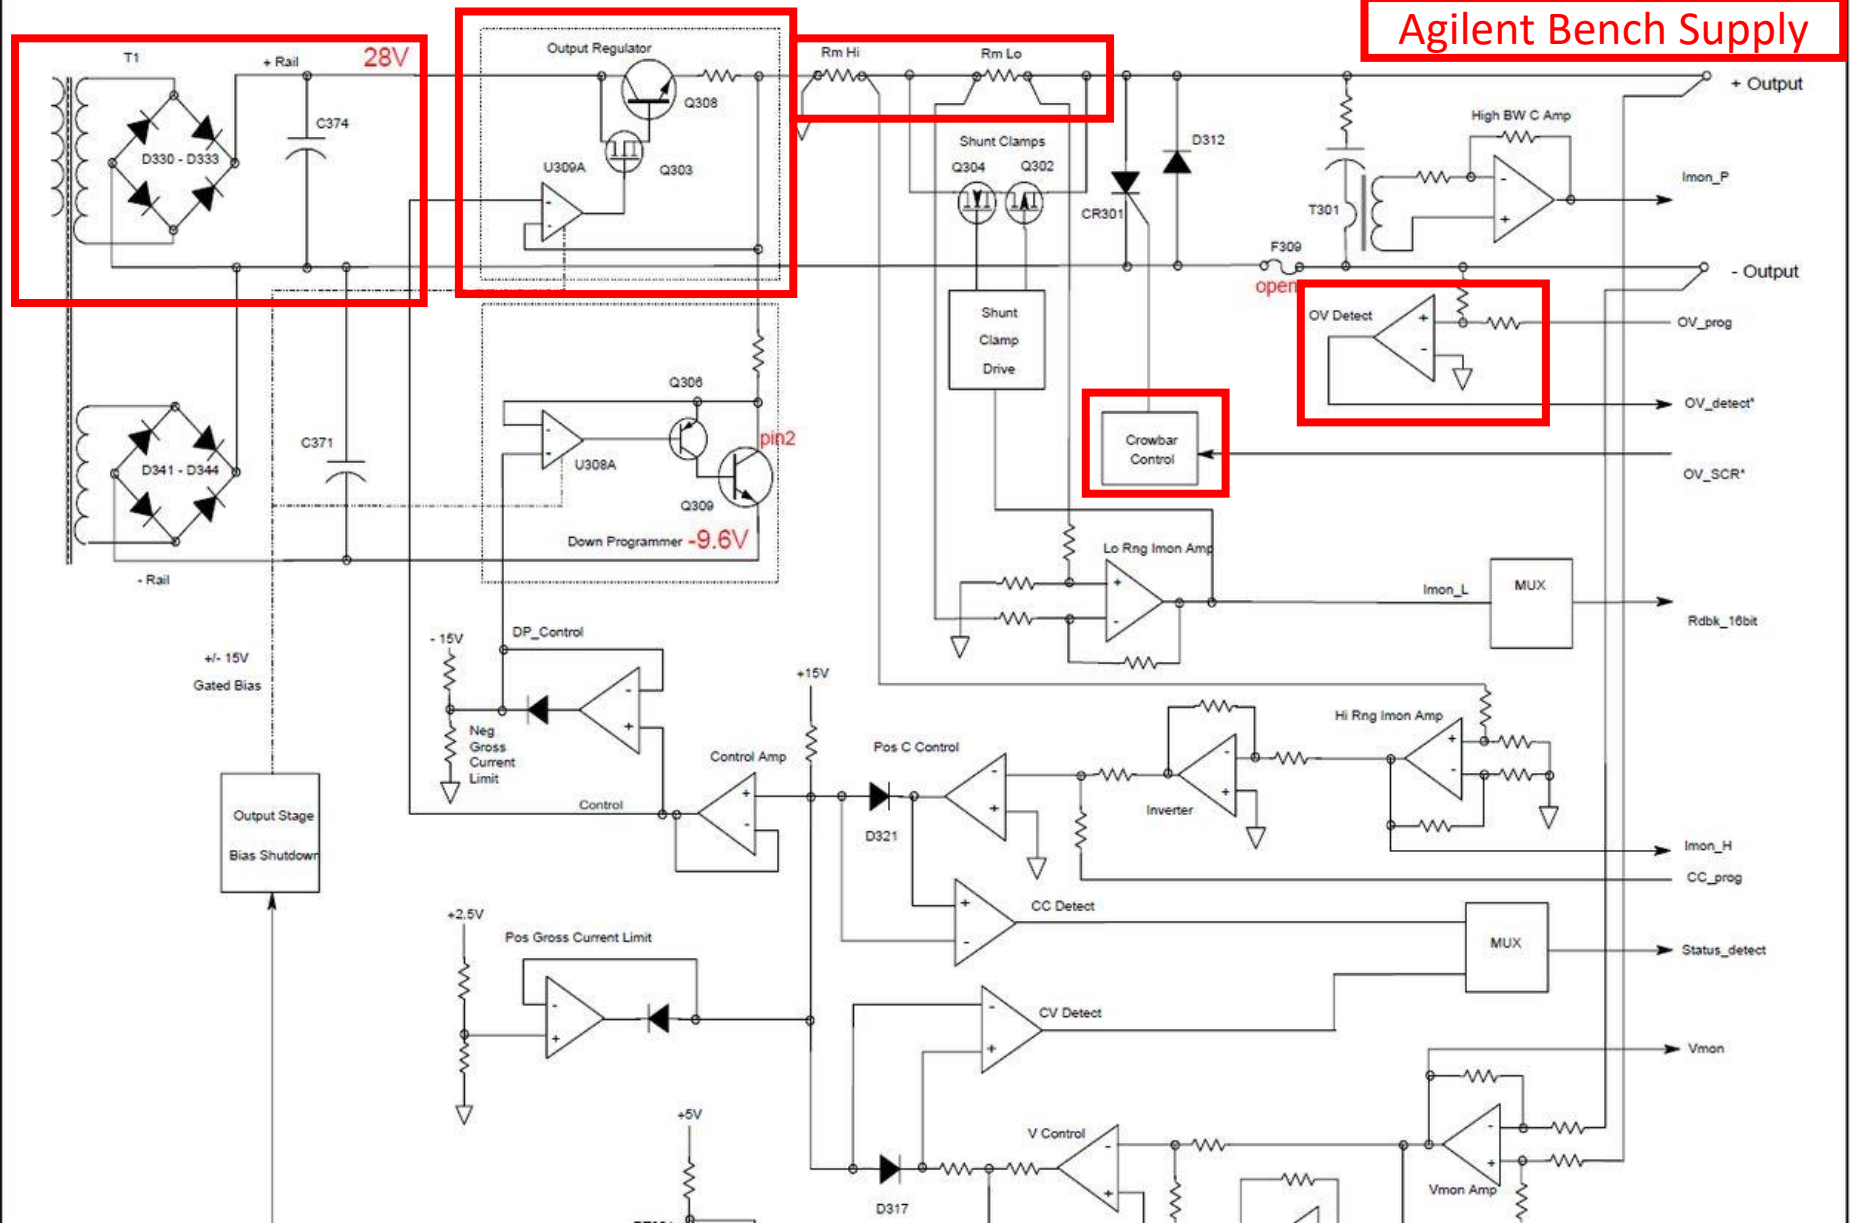 Agilent Bench Supply
T1
+ Rail
28V
Output Regulator
Rm Hi
Rm Lo
+ Output
C374
Q308
High BW C Amp
D330 - D333
U309A
Q303
Shunt Clamps
Q304
Q302
D312
Imon_P
CR301
T301
F309
- Output
open
Shunt
Clamp
Drive
OV Detect
OV_prog
Q306
OV_detect*
C371
pin2
Crowbar
Control
D341 - D344
U308A
OV_SCR*
Q309
Down Programmer
-9.6V
Lo Rng Imon Amp
- Rail
Imon_L
MUX
Rdbk_16bit
- 15V
DP_Control
+/- 15V
Gated Bias
+15V
Neg
Gross
Current
Limit
Control Amp
Pos C Control
Hi Rng Imon Amp
Control
Inverter
Output Stage
Bias Shutdown
D321
Imon_H
CC_prog
+2.5V
CC Detect
Pos Gross Current Limit
MUX
Status_detect
CV Detect
Vmon
+5V
V Control
Vmon Amp
D317